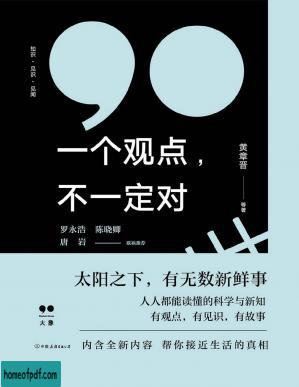 知识·见识·见闻
一个观点,
不一定对
黄章晋
等著
罗永浩 陈晓卿
唐 岩
联袂推荐
太阳之下,有无数新鲜事
人人都能读懂的科学与新知
有观点,有见识,有故事
内含全新内容 帮你接近生活的真相
大象
homeofpdf.com